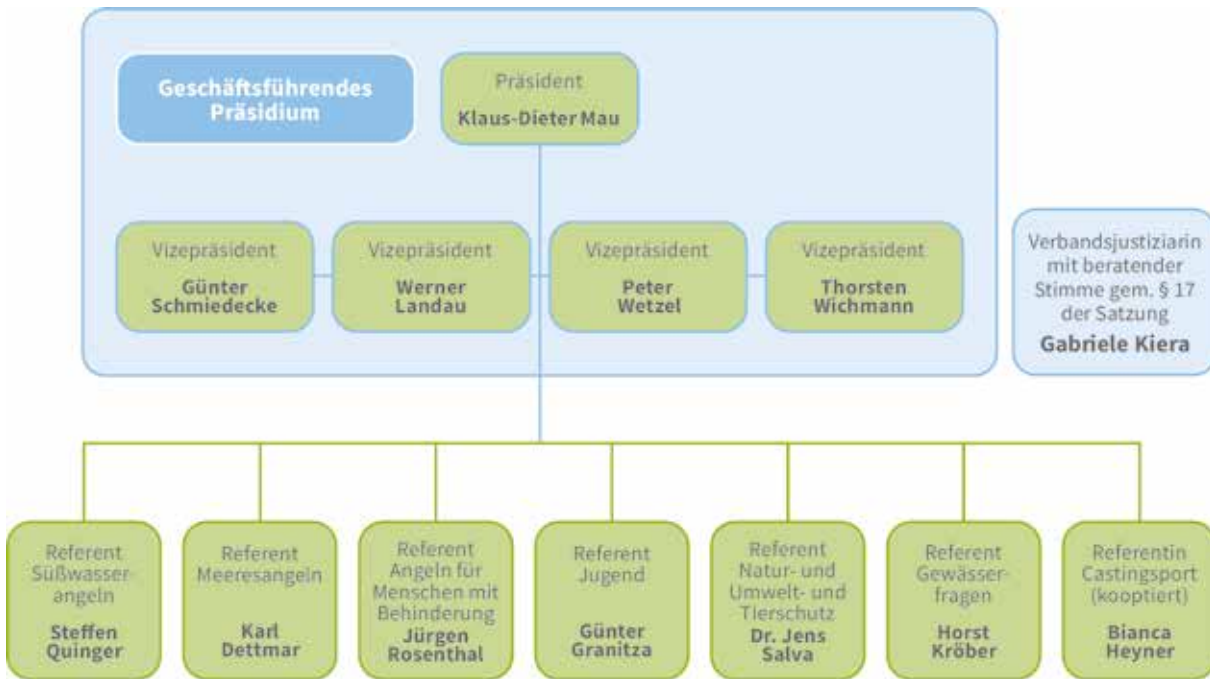 Geschäftsführendes
Präsidium
Präsident
Klaus-Dieter Mau
Vizepräsident
Günter
Schmiedecke
Vizepräsident
Werner
Landau
Vizepräsident
Peter
Wetzel
Vizepräsident
Thorsten
Wichmann
Verbandsjustiziarin
mit beratender
Stimme gem. § 17
der Satzung
Gabriele Kiera
Referent
Süßwasser-
angeln
Steffen
Quinger
Referent
Meeresangeln
Karl
Dettmar
Referent
Angeln für
Menschen mit
Behinderung
Jürgen
Rosenthal
Referent
Jugend
Günter
Granitza
Referent
Natur- und
Umwelt- und
TIerschutz
Dr. Jens
Salva
Referent
Gewässer-
fragen
Horst
Kröber
Referentin
Castingsport
(kooptiert)
Bianca
Heyner